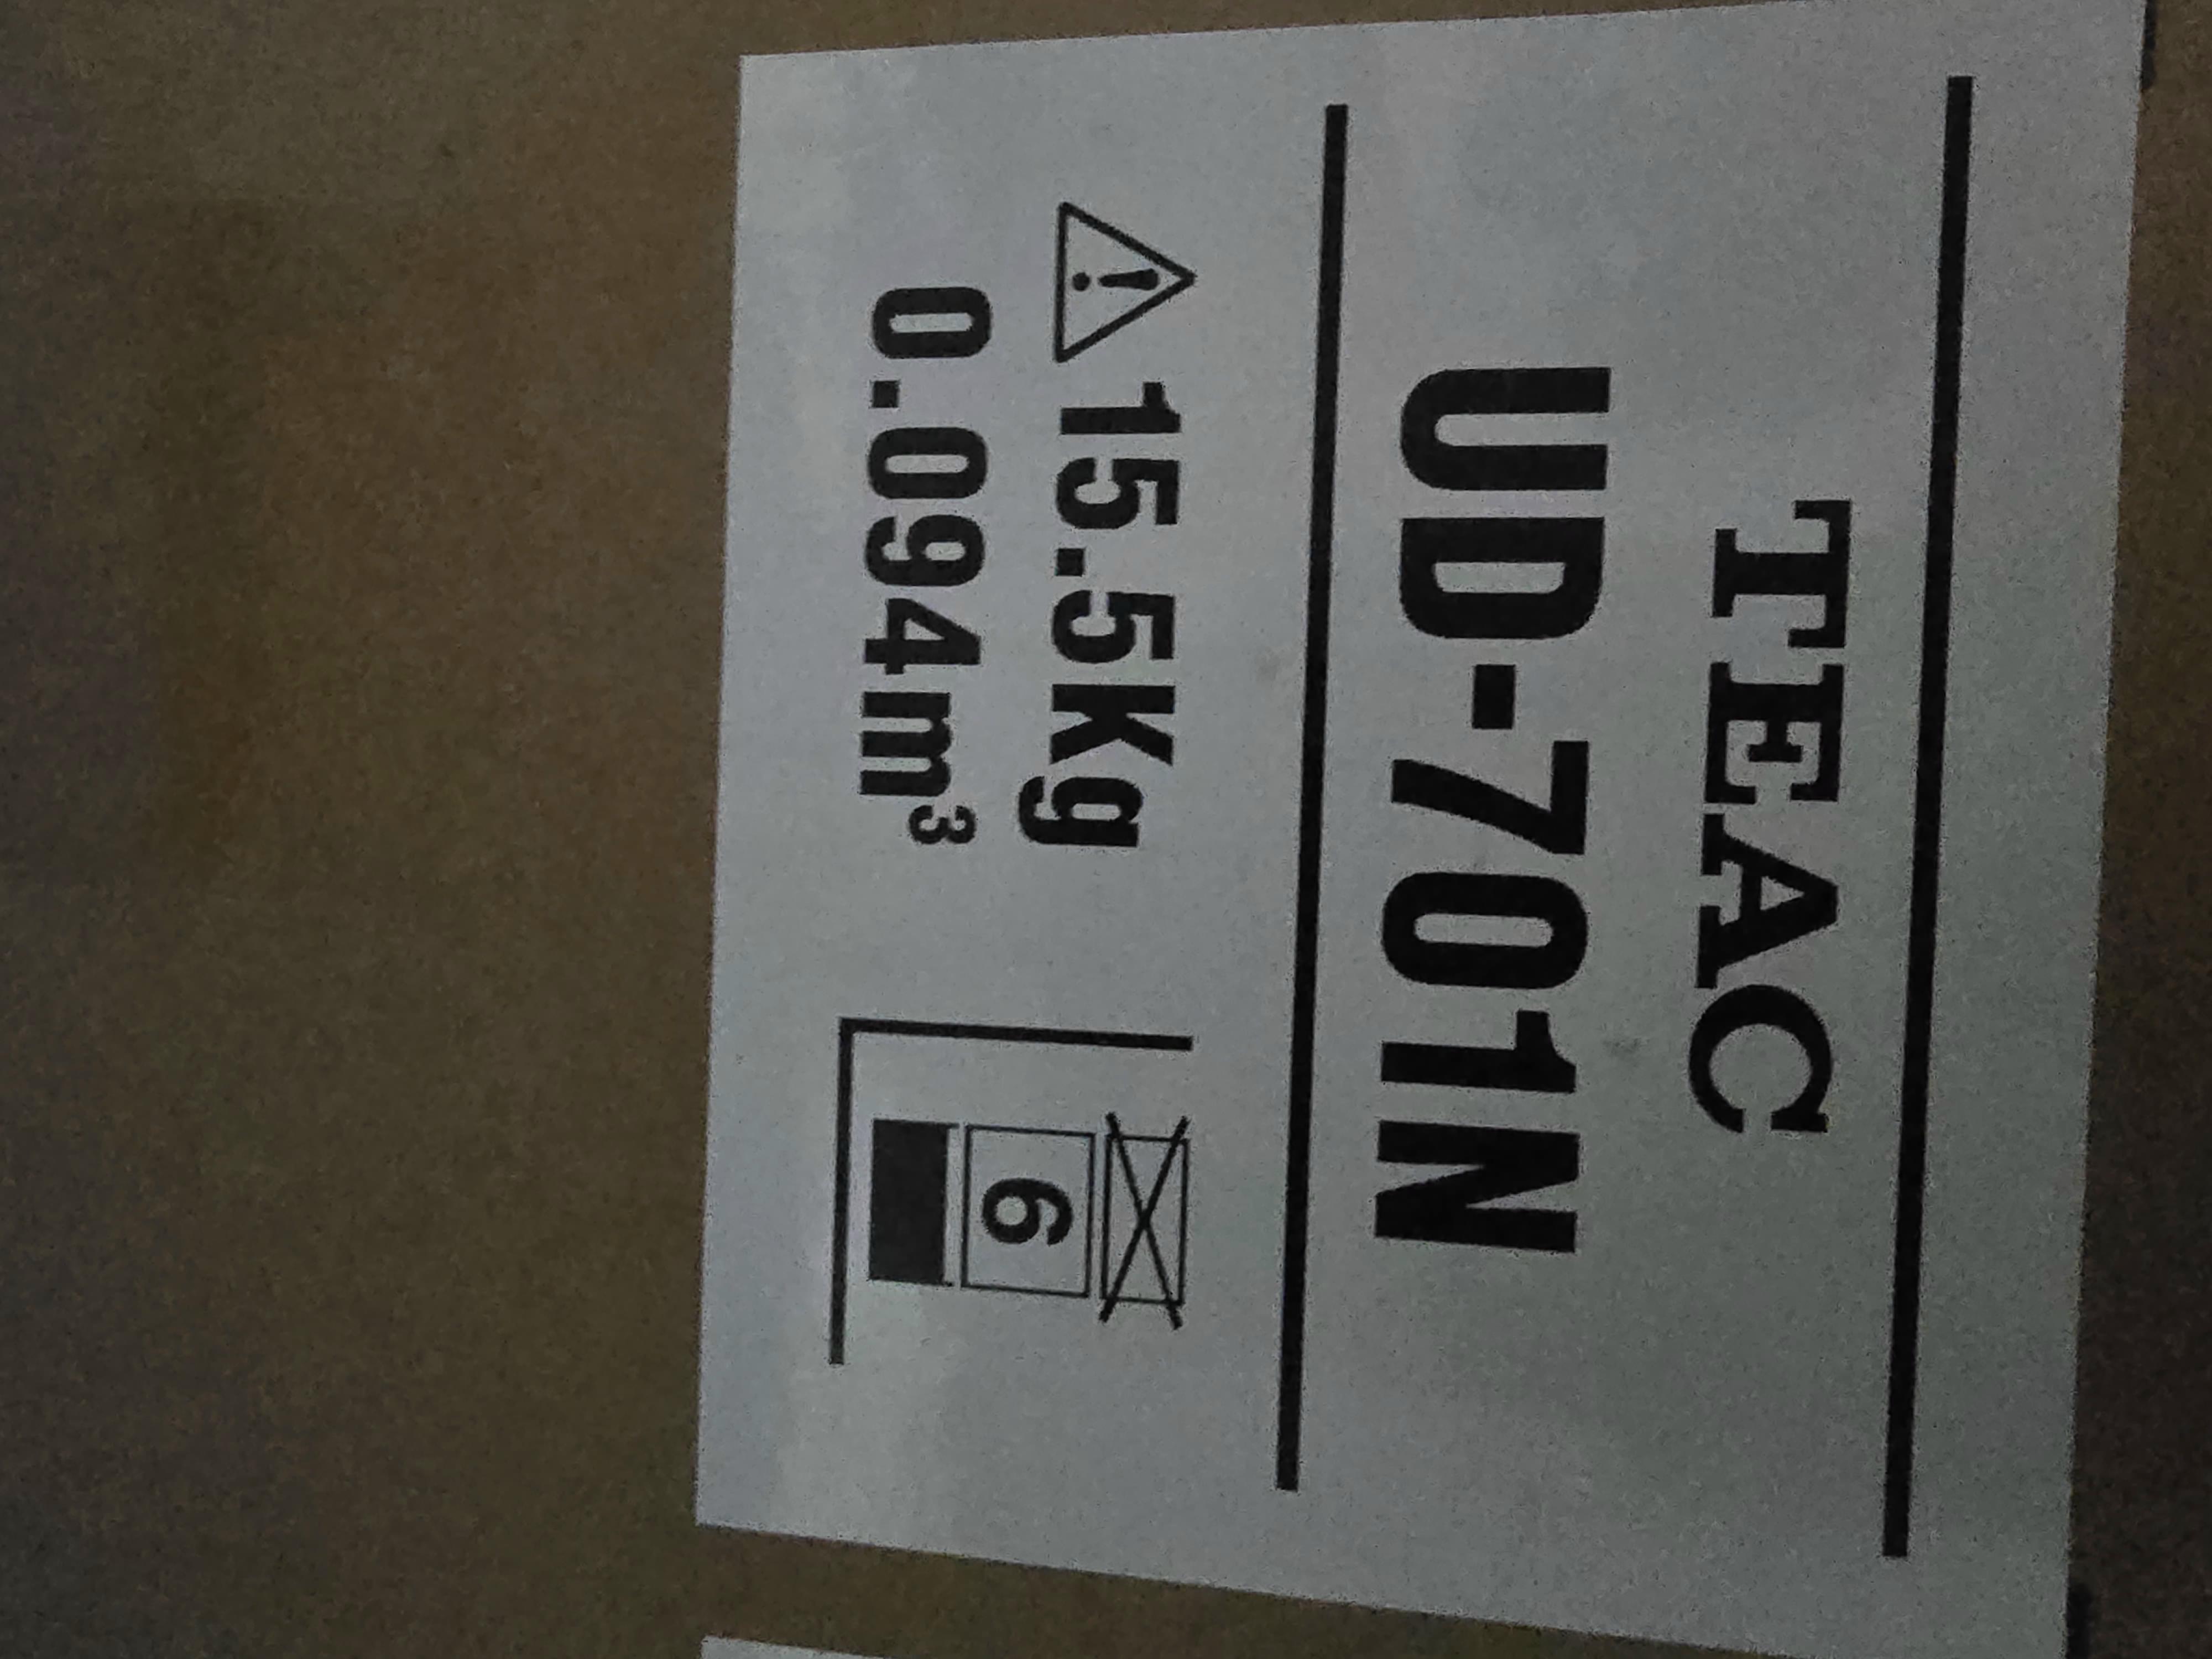 TEAC
UD-701N
15.5Kg
0.094m³
6